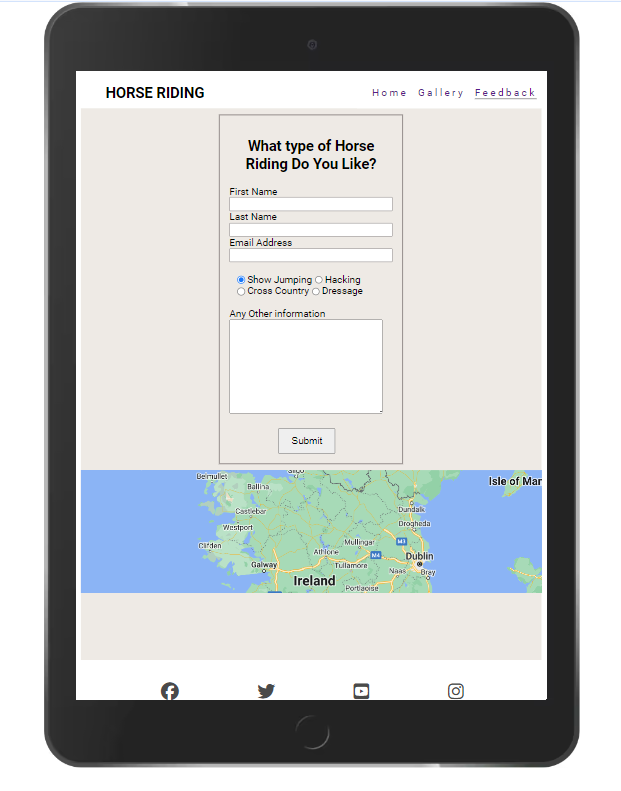 HORSE RIDING
Home Gallery Feedback
What type of Horse
Riding Do You Like?
First Name
Last Name
Email Address
Show Jumping Hacking
Cross Country Dressage
Any Other information
Submit
Belmullet
Sligo
Isle of Man
Ballina
Castlebar
Dundalk
Westport
Drogheda
Clifden
Mullingar
M3
Athlone
M4
Dublin
Galway
Tullamore
Naas
Bray
Ireland
Portlaoise